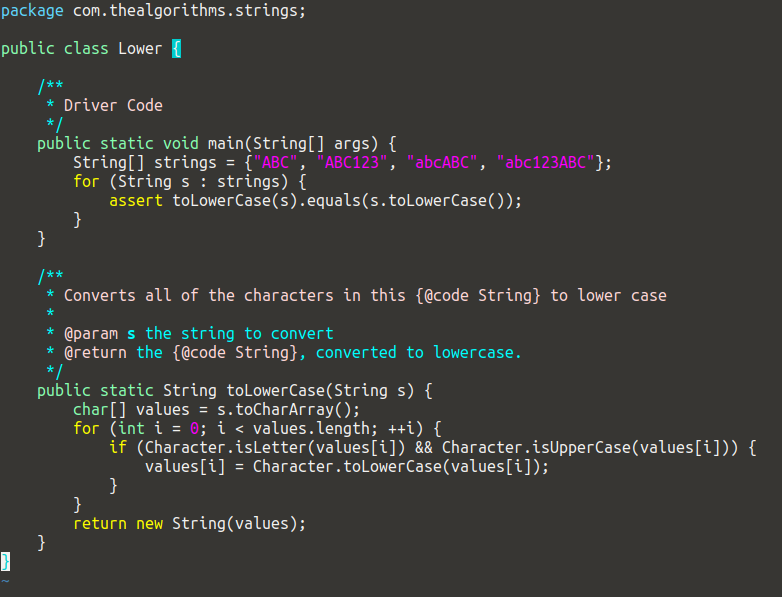 package com.thealgorithms.strings;

public class Lower {

    /**
     * Driver Code
     */
    public static void main(String[] args) {
        String[] strings = {"ABC", "ABC123", "abcABC", "abc123ABC"};
        for (String s : strings) {
            assert toLowerCase(s).equals(s.toLowerCase());
        }
    }

    /**
     * Converts all of the characters in this {@code String} to lower case
     *
     * @param s the string to convert
     * @return the {@code String}, converted to lowercase.
     */
    public static String toLowerCase(String s) {
        char[] values = s.toCharArray();
        for (int i = 0; i < values.length; ++i) {
            if (Character.isLetter(values[i]) && Character.isUpperCase(values[i])) {
                values[i] = Character.toLowerCase(values[i]);
            }
        }
        return new String(values);
    }
}
~